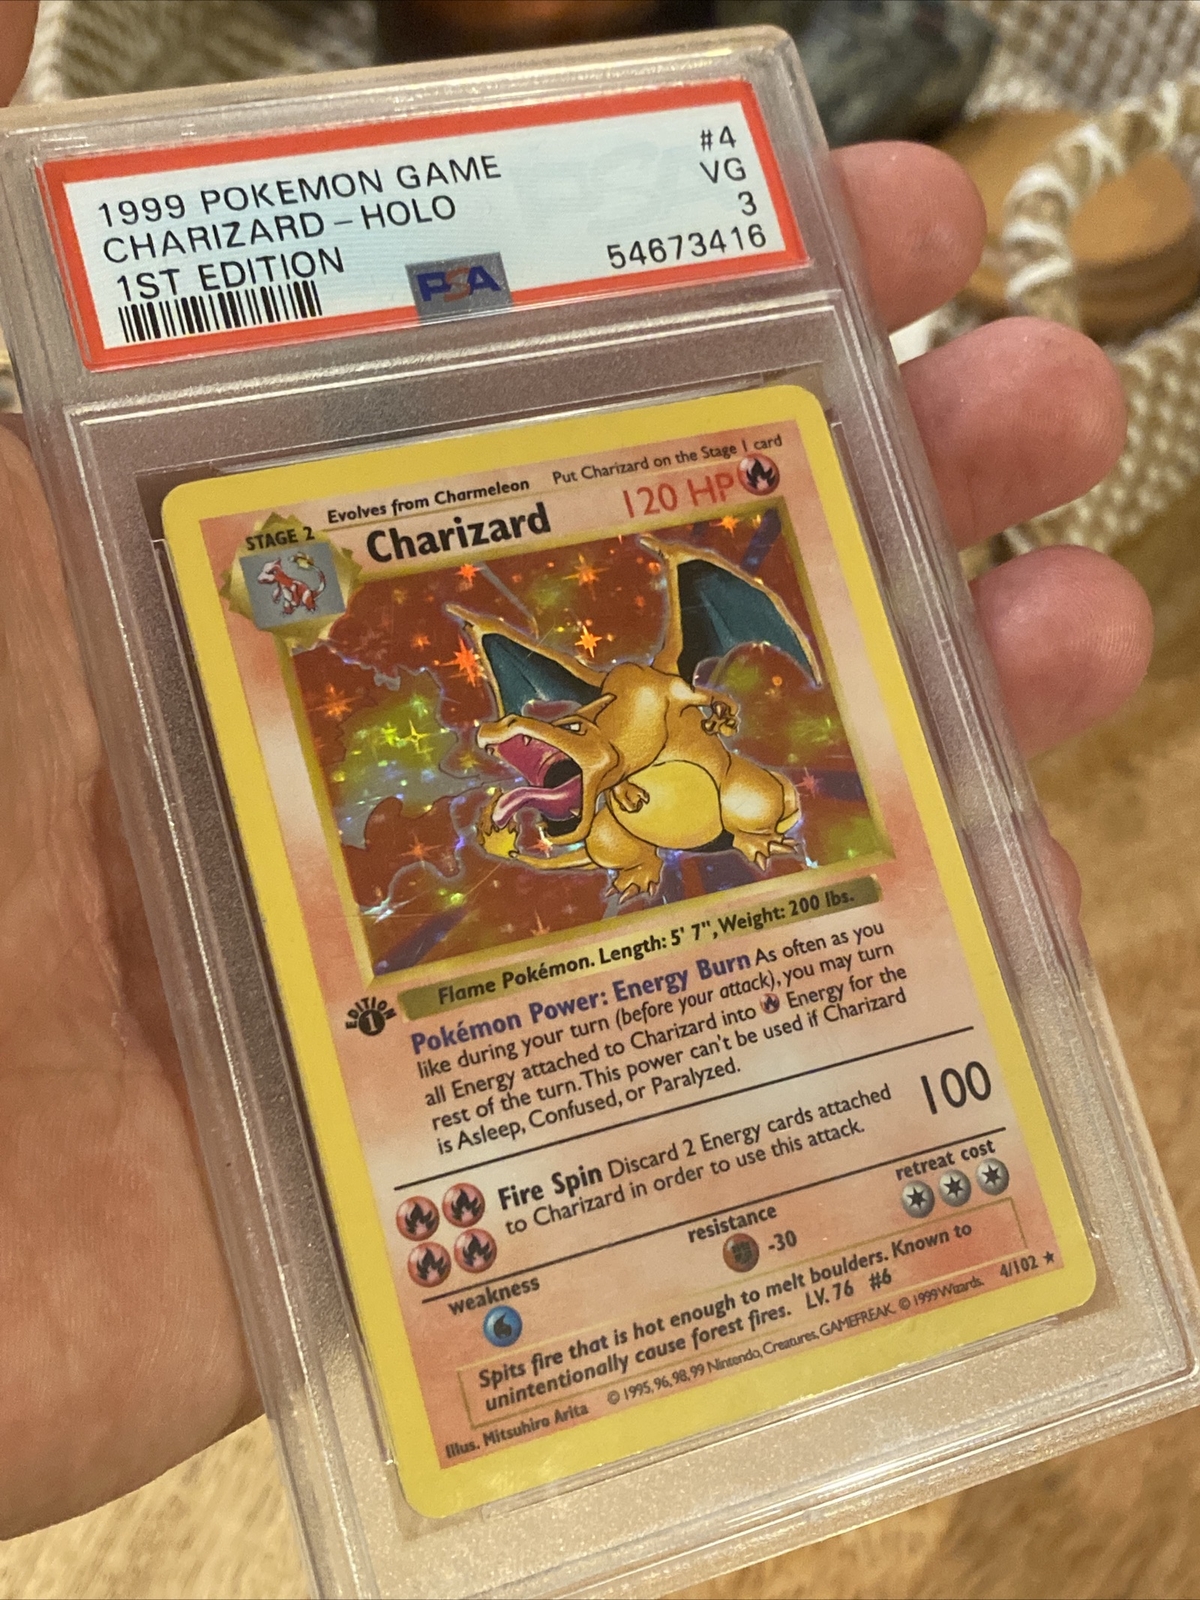 1999 POKEMON GAME #4
CHARIZARD - HOLO VG
1ST EDITION 3
PSA 54673416
Evolves from Charmeleon Put Charizard on the Stage 1 card
STAGE 2 Charizard 120 HP
Flame Pokémon. Length: 5' 7", Weight: 200 lbs.
EDITION 1
Pokémon Power: Energy Burn As often as you
like during your turn (before your attack), you may turn
all Energy attached to Charizard into Energy for the
rest of the turn. This power can't be used if Charizard
is Asleep, Confused, or Paralyzed.
Fire Spin Discard 2 Energy cards attached 100
to Charizard in order to use this attack.
weakness resistance retreat cost
-30
Spits fire that is hot enough to melt boulders. Known to
unintentionally cause forest fires. LV. 76 #6
Illus. Mitsuhiro Arita © 1995, 96, 98, 99 Nintendo, Creatures, GAMEFREAK. © 1999 Wizards. 4/102 ★